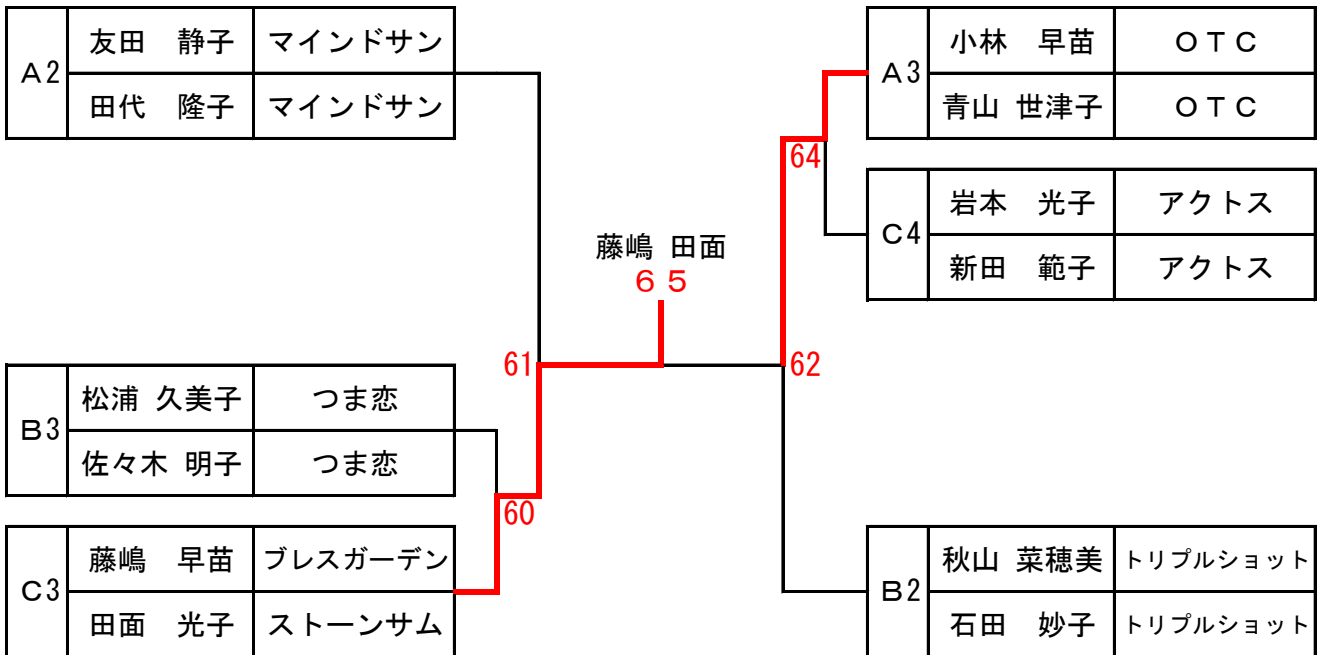 A2
友田　静子 マインドサン
田代　隆子 マインドサン
B3
松浦 久美子 つま恋
佐々木 明子 つま恋
C3
藤嶋　早苗 ブレスガーデン
田面　光子 ストーンサム
60
61
藤嶋 田面
６５
64
62
A3
小林　早苗 ＯＴＣ
青山 世津子 ＯＴＣ
C4
岩本　光子 アクトス
新田　範子 アクトス
B2
秋山 菜穂美 トリプルショット
石田　妙子 トリプルショット